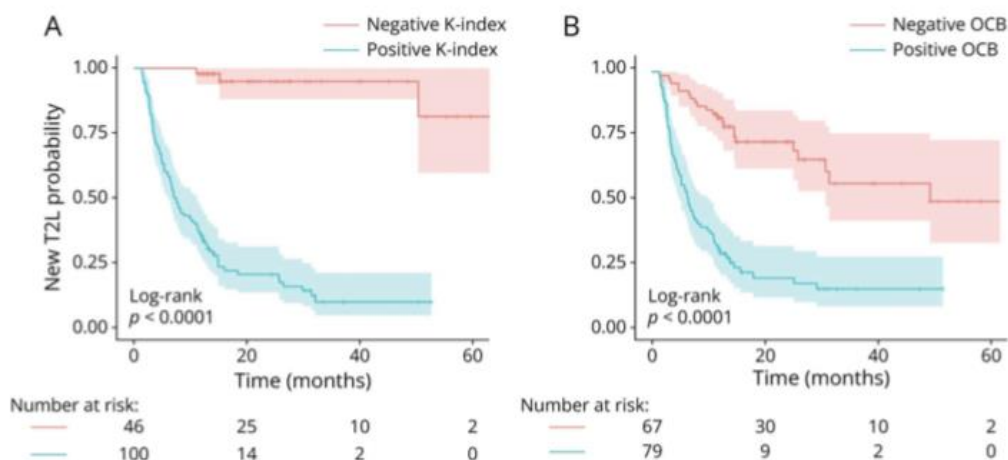 A
Negative K-index
Positive K-index
New T2L probability
1.00
0.75
0.50
0.25
0.00
Log-rank
p < 0.0001
0 20 40 60
Time (months)
Number at risk:
46 25 10 2
100 14 2 0
B
Negative OCB
Positive OCB
1.00
0.75
0.50
0.25
0.00
Log-rank
p < 0.0001
0 20 40 60
Time (months)
Number at risk:
67 30 10 2
79 9 2 0